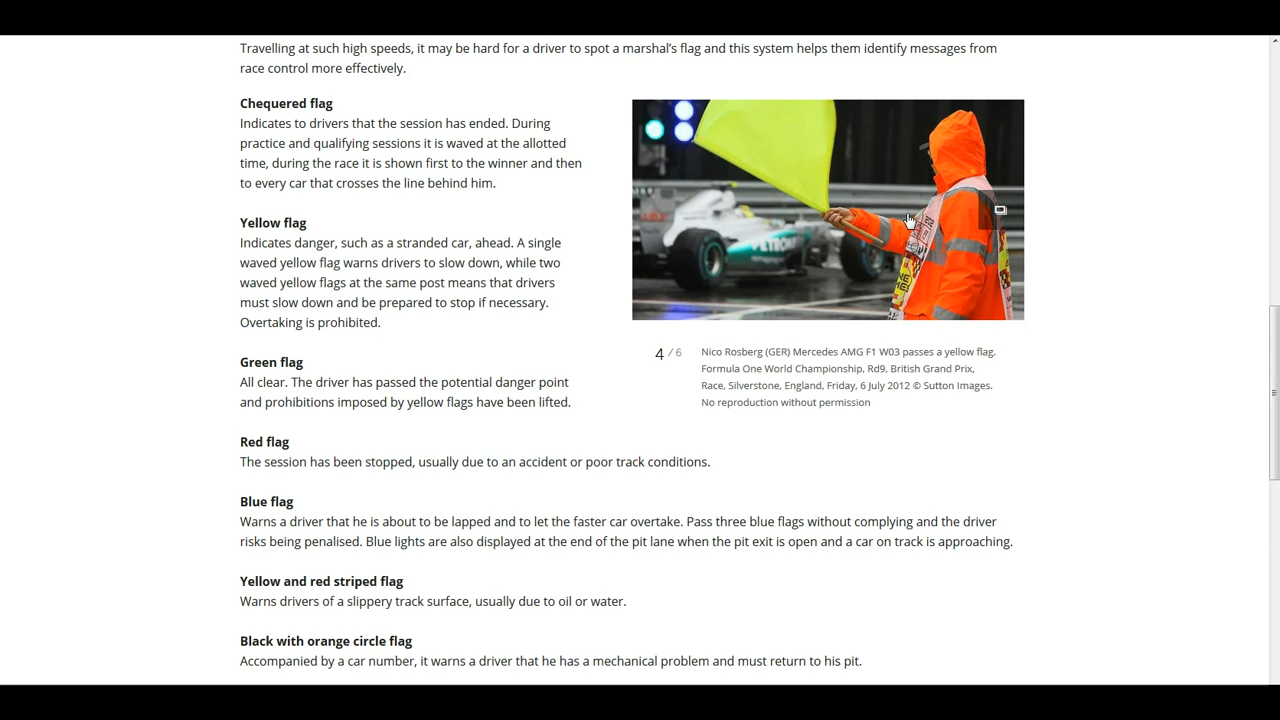 Travelling at such high speeds, it may be hard for a driver to spot a marshal's flag and this system helps them identify messages from
race control more effectively.
Chequered flag
Indicates to drivers that the session has ended. During
practice and qualifying sessions it is waved at the allotted
time, during the race it is shown first to the winner and then
to every car that crosses the line behind him.
Yellow flag
Indicates danger, such as a stranded car, ahead. A single
waved yellow flag warns drivers to slow down, while two
waved yellow flags at the same post means that drivers
must slow down and be prepared to stop if necessary.
Overtaking is prohibited.
Green flag
All clear. The driver has passed the potential danger point
and prohibitions imposed by yellow flags have been lifted.
PETRONAS
4 / 6
Nico Rosberg (GER) Mercedes AMG F1 W03 passes a yellow flag.
Formula One World Championship, Rd9, British Grand Prix,
Race, Silverstone, England, Friday, 6 July 2012 © Sutton Images.
No reproduction without permission
Red flag
The session has been stopped, usually due to an accident or poor track conditions.
Blue flag
Warns a driver that he is about to be lapped and to let the faster car overtake. Pass three blue flags without complying and the driver
risks being penalised. Blue lights are also displayed at the end of the pit lane when the pit exit is open and a car on track is approaching.
Yellow and red striped flag
Warns drivers of a slippery track surface, usually due to oil or water.
Black with orange circle flag
Accompanied by a car number, it warns a driver that he has a mechanical problem and must return to his pit.